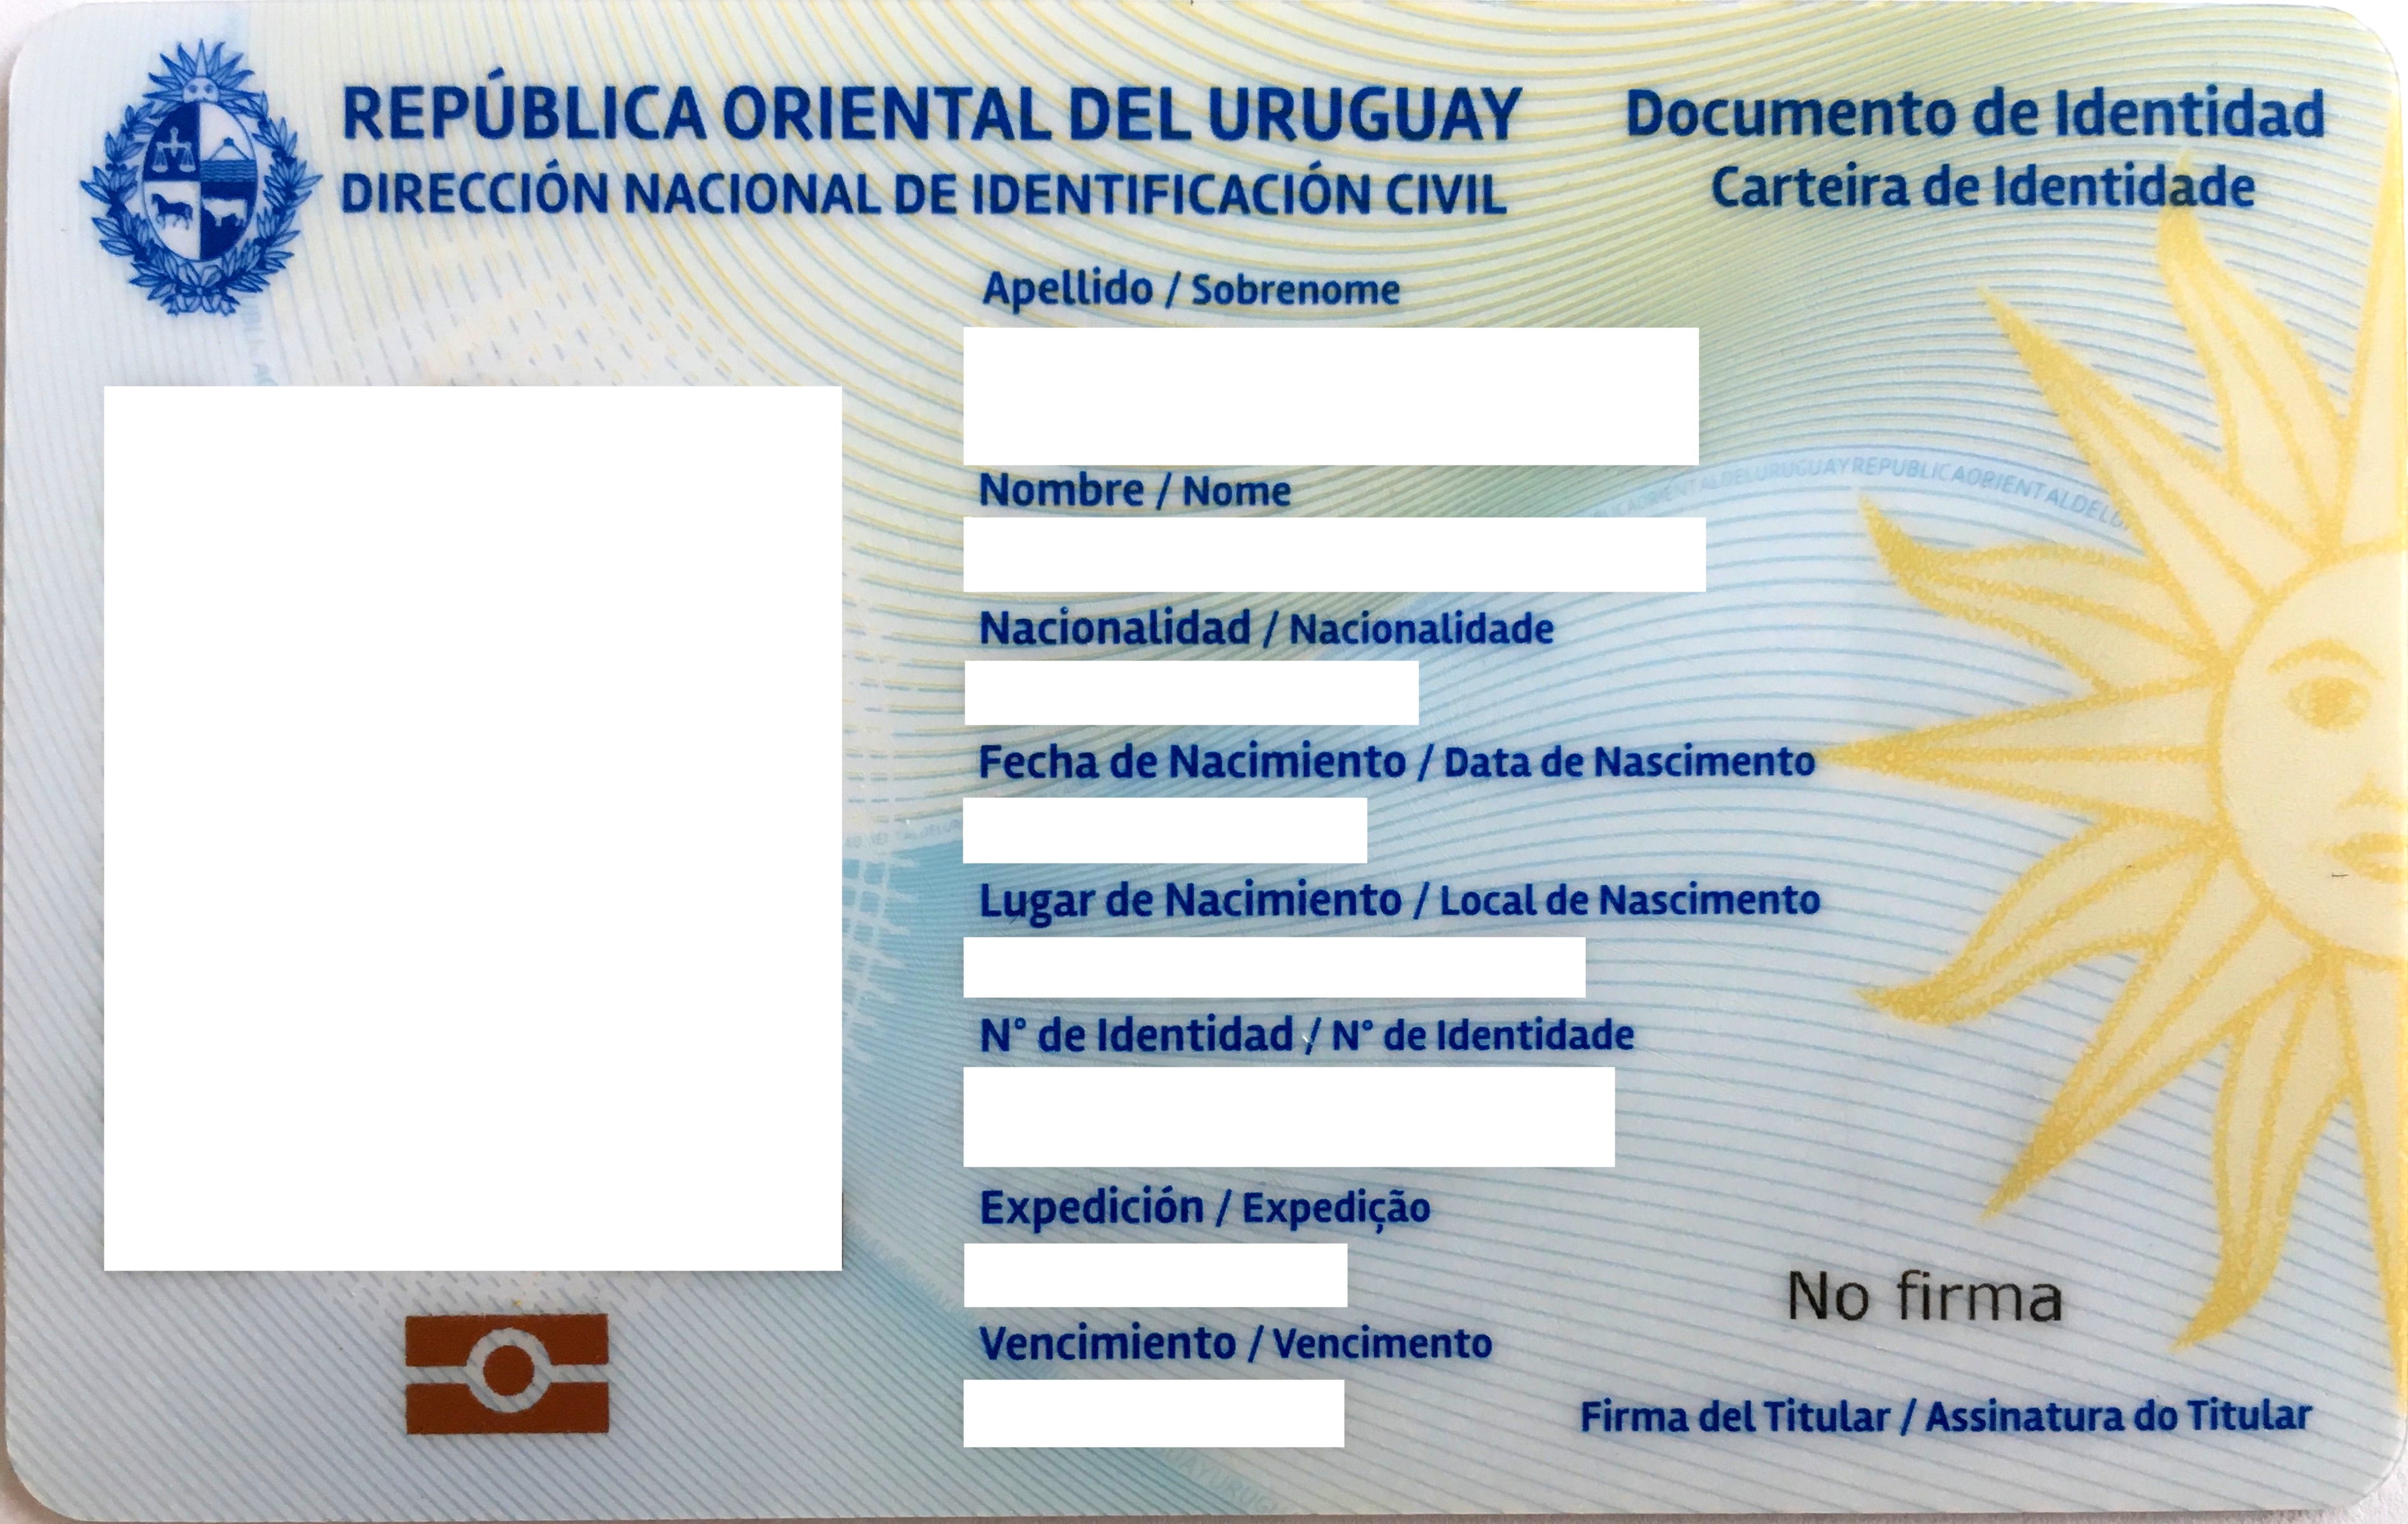 REPÚBLICA ORIENTAL DEL URUGUAY
DIRECCIÓN NACIONAL DE IDENTIFICACIÓN CIVIL
Documento de Identidad
Carteira de Identidade
Apellido / Sobrenome
Nombre / Nome
REPUBLICAORIENTALDEL
Nacionalidad / Nacionalidade
Fecha de Nacimiento / Data de Nascimento
Lugar de Nacimiento / Local de Nascimento
N° de Identidad / N° de Identidade
Expedición / Expedição
Vencimiento / Vencimento
No firma
Firma del Titular / Assinatura do Titular